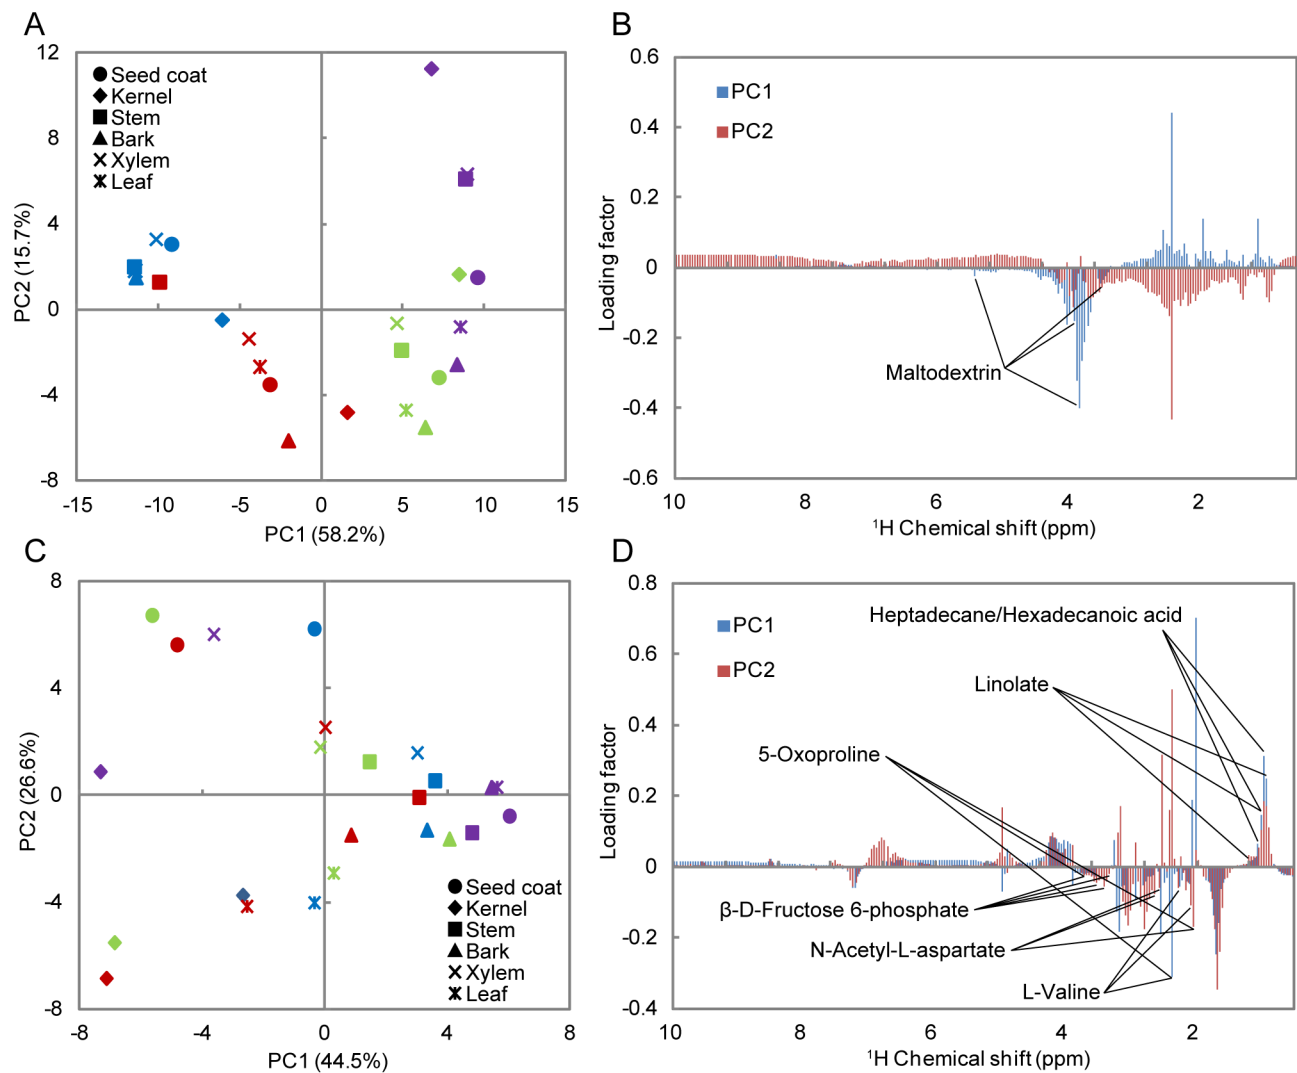 A
12
8
4
0
-4
-8
-15
-10
-5
0
5
10
15
PC2 (15.7%)
PC1 (58.2%)
Seed coat
Kernel
Stem
Bark
Xylem
Leaf
B
0.6
0.4
0.2
0
-0.2
-0.4
-0.6
10
8
6
4
2
Loading factor
¹H Chemical shift (ppm)
PC1
PC2
Maltodextrin
C
8
4
0
-4
-8
-8
-4
0
4
8
PC2 (26.6%)
PC1 (44.5%)
Seed coat
Kernel
Stem
Bark
Xylem
Leaf
D
0.8
0.6
0.4
0.2
0
-0.2
-0.4
10
8
6
4
2
Loading factor
¹H Chemical shift (ppm)
PC1
PC2
Heptadecane/Hexadecanoic acid
Linolate
5-Oxoproline
β-D-Fructose 6-phosphate
N-Acetyl-L-aspartate
L-Valine